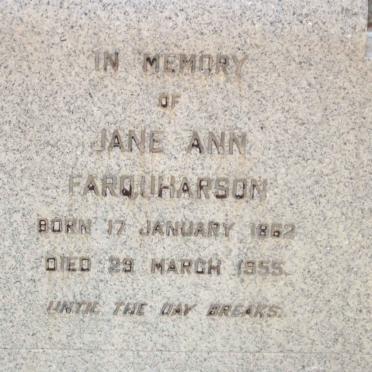 IN MEMORY
OF
JANE ANN
FARQUHARSON
BORN 17 JANUARY 1862
DIED 29 MARCH 1955.
UNTIL THE DAY BREAKS.